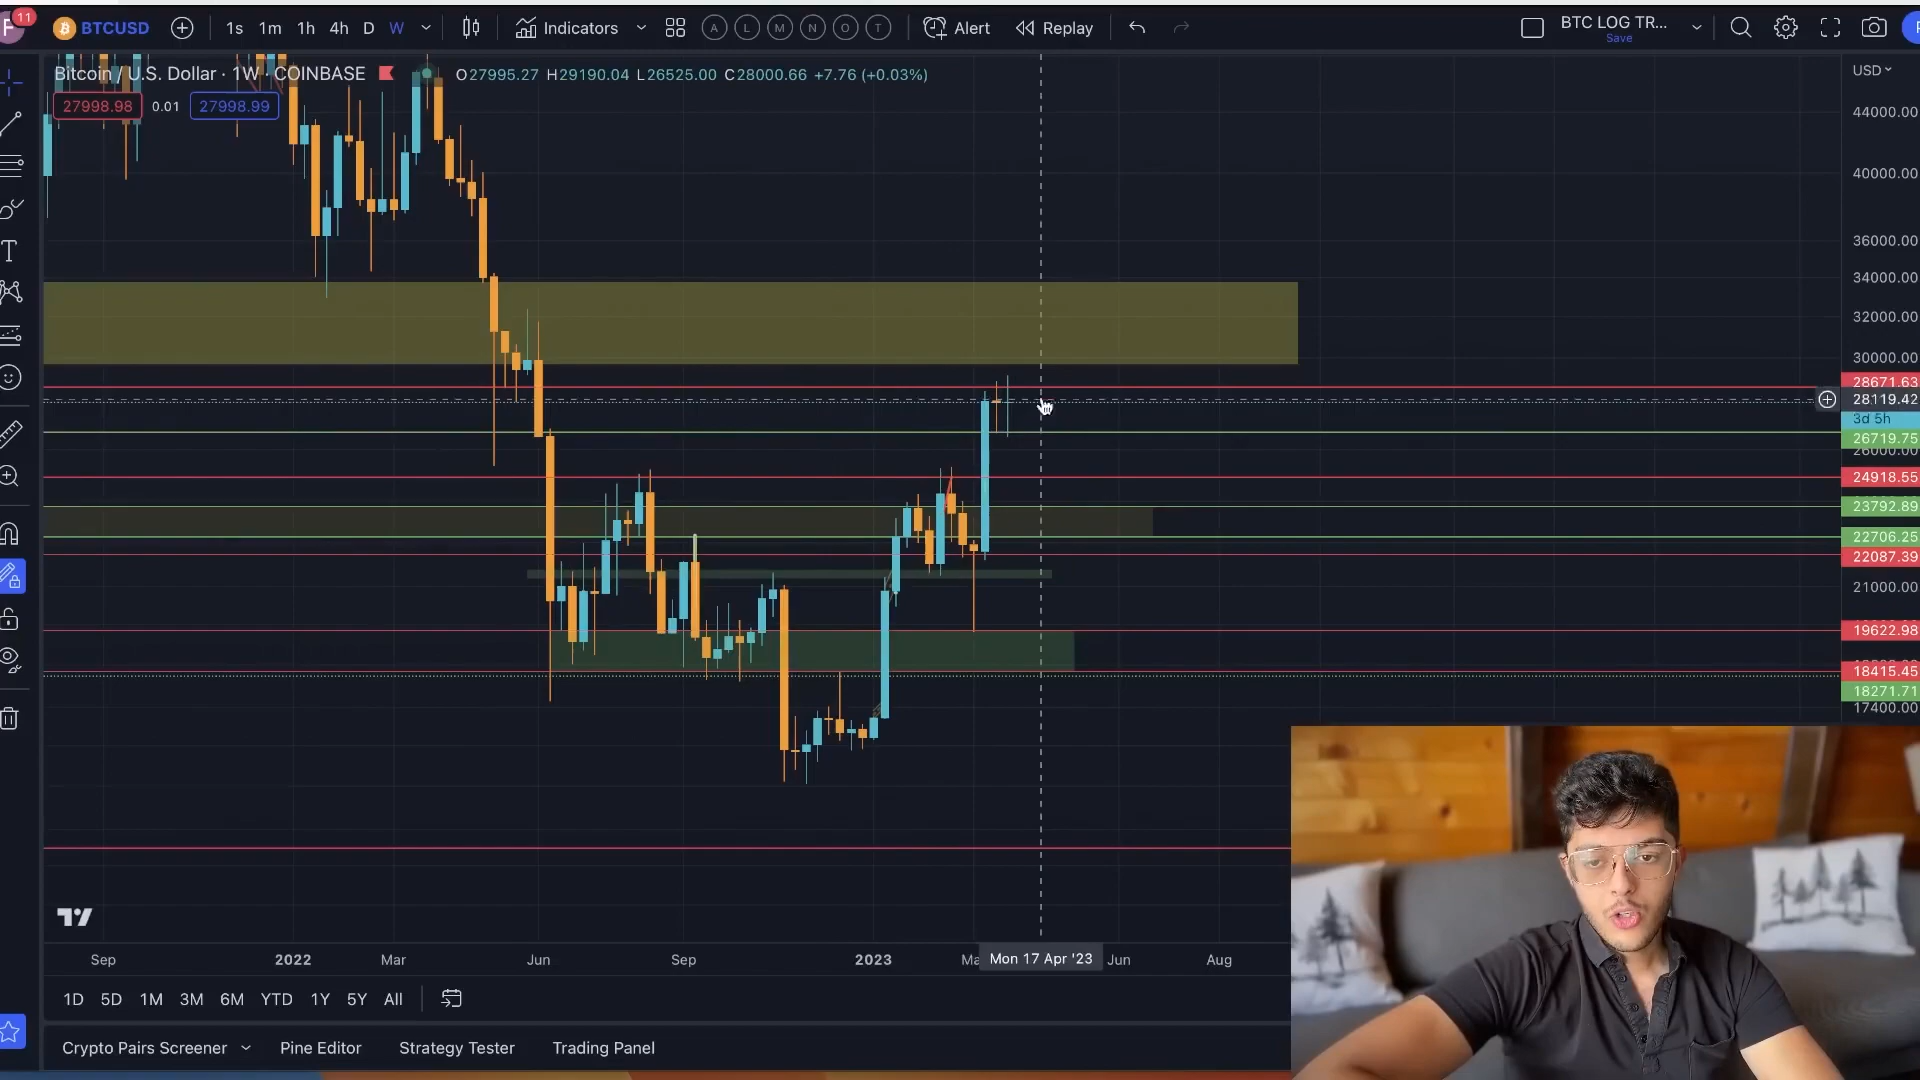 11
BTCUSD 1s 1m 1h 4h D W Indicators A L M N O T Alert Replay BTC LOG TR...
Save
Bitcoin / U.S. Dollar · 1W · COINBASE O27995.27 H29190.04 L26525.00 C28000.66 +7.76 (+0.03%)
USD
27998.98 0.01 27998.99
44000.00
40000.00
36000.00
34000.00
32000.00
30000.00
28671.63
28119.42
3d 5h
26719.75
26000.00
24918.55
23792.89
22706.25
22087.39
21000.00
19622.98
18415.45
18271.71
17400.00
Sep 2022 Mar Jun Sep 2023 Ma Mon 17 Apr '23 Jun Aug
1D 5D 1M 3M 6M YTD 1Y 5Y All
Crypto Pairs Screener Pine Editor Strategy Tester Trading Panel